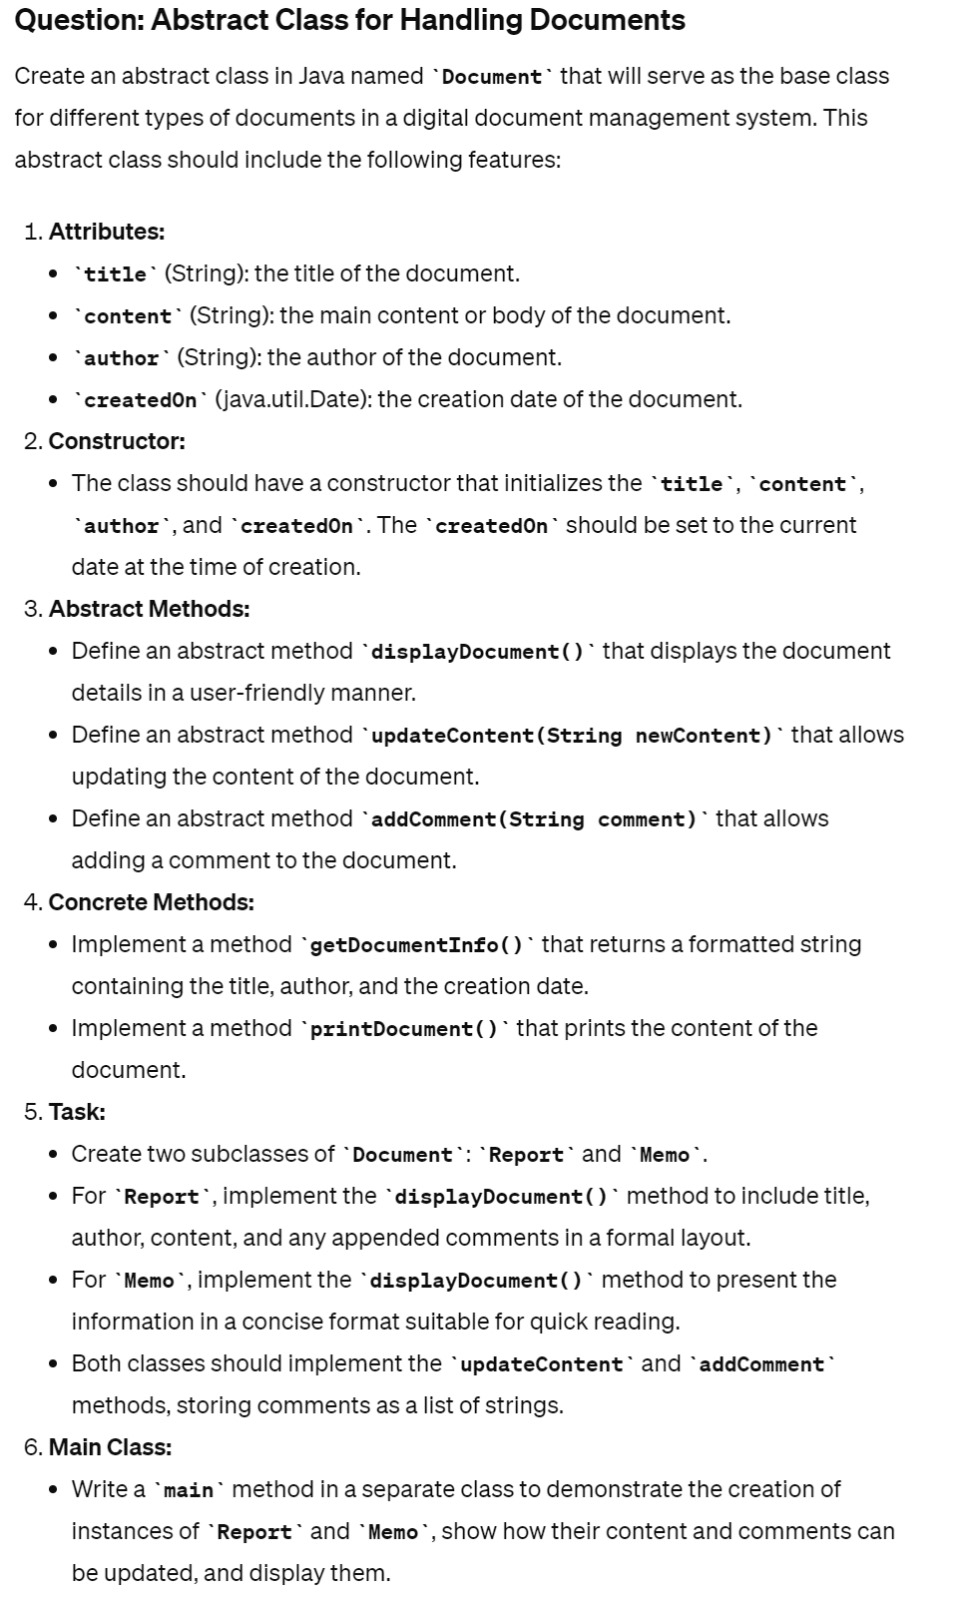 Question: Abstract Class for Handling Documents
Create an abstract class in Java named `Document` that will serve as the base class
for different types of documents in a digital document management system. This
abstract class should include the following features:
1. Attributes:
• `title` (String): the title of the document.
• `content` (String): the main content or body of the document.
• `author` (String): the author of the document.
• `createdOn` (java.util.Date): the creation date of the document.
2. Constructor:
• The class should have a constructor that initializes the `title`, `content`,
`author`, and `createdOn`. The `createdOn` should be set to the current
date at the time of creation.
3. Abstract Methods:
• Define an abstract method `displayDocument()` that displays the document
details in a user-friendly manner.
• Define an abstract method `updateContent(String newContent)` that allows
updating the content of the document.
• Define an abstract method `addComment(String comment)` that allows
adding a comment to the document.
4. Concrete Methods:
• Implement a method `getDocumentInfo()` that returns a formatted string
containing the title, author, and the creation date.
• Implement a method `printDocument()` that prints the content of the
document.
5. Task:
• Create two subclasses of `Document`: `Report` and `Memo`.
• For `Report`, implement the `displayDocument()` method to include title,
author, content, and any appended comments in a formal layout.
• For `Memo`, implement the `displayDocument()` method to present the
information in a concise format suitable for quick reading.
• Both classes should implement the `updateContent` and `addComment`
methods, storing comments as a list of strings.
6. Main Class:
• Write a `main` method in a separate class to demonstrate the creation of
instances of `Report` and `Memo`, show how their content and comments can
be updated, and display them.